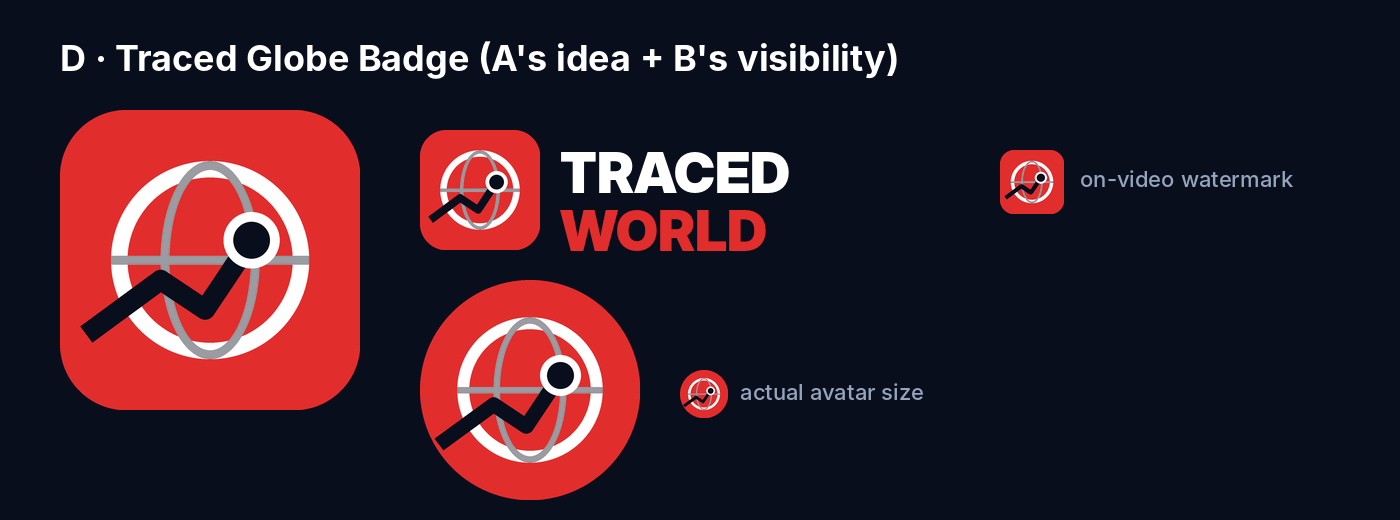 D · Traced Globe Badge (A's idea + B's visibility)
TRACED
WORLD
on-video watermark
actual avatar size